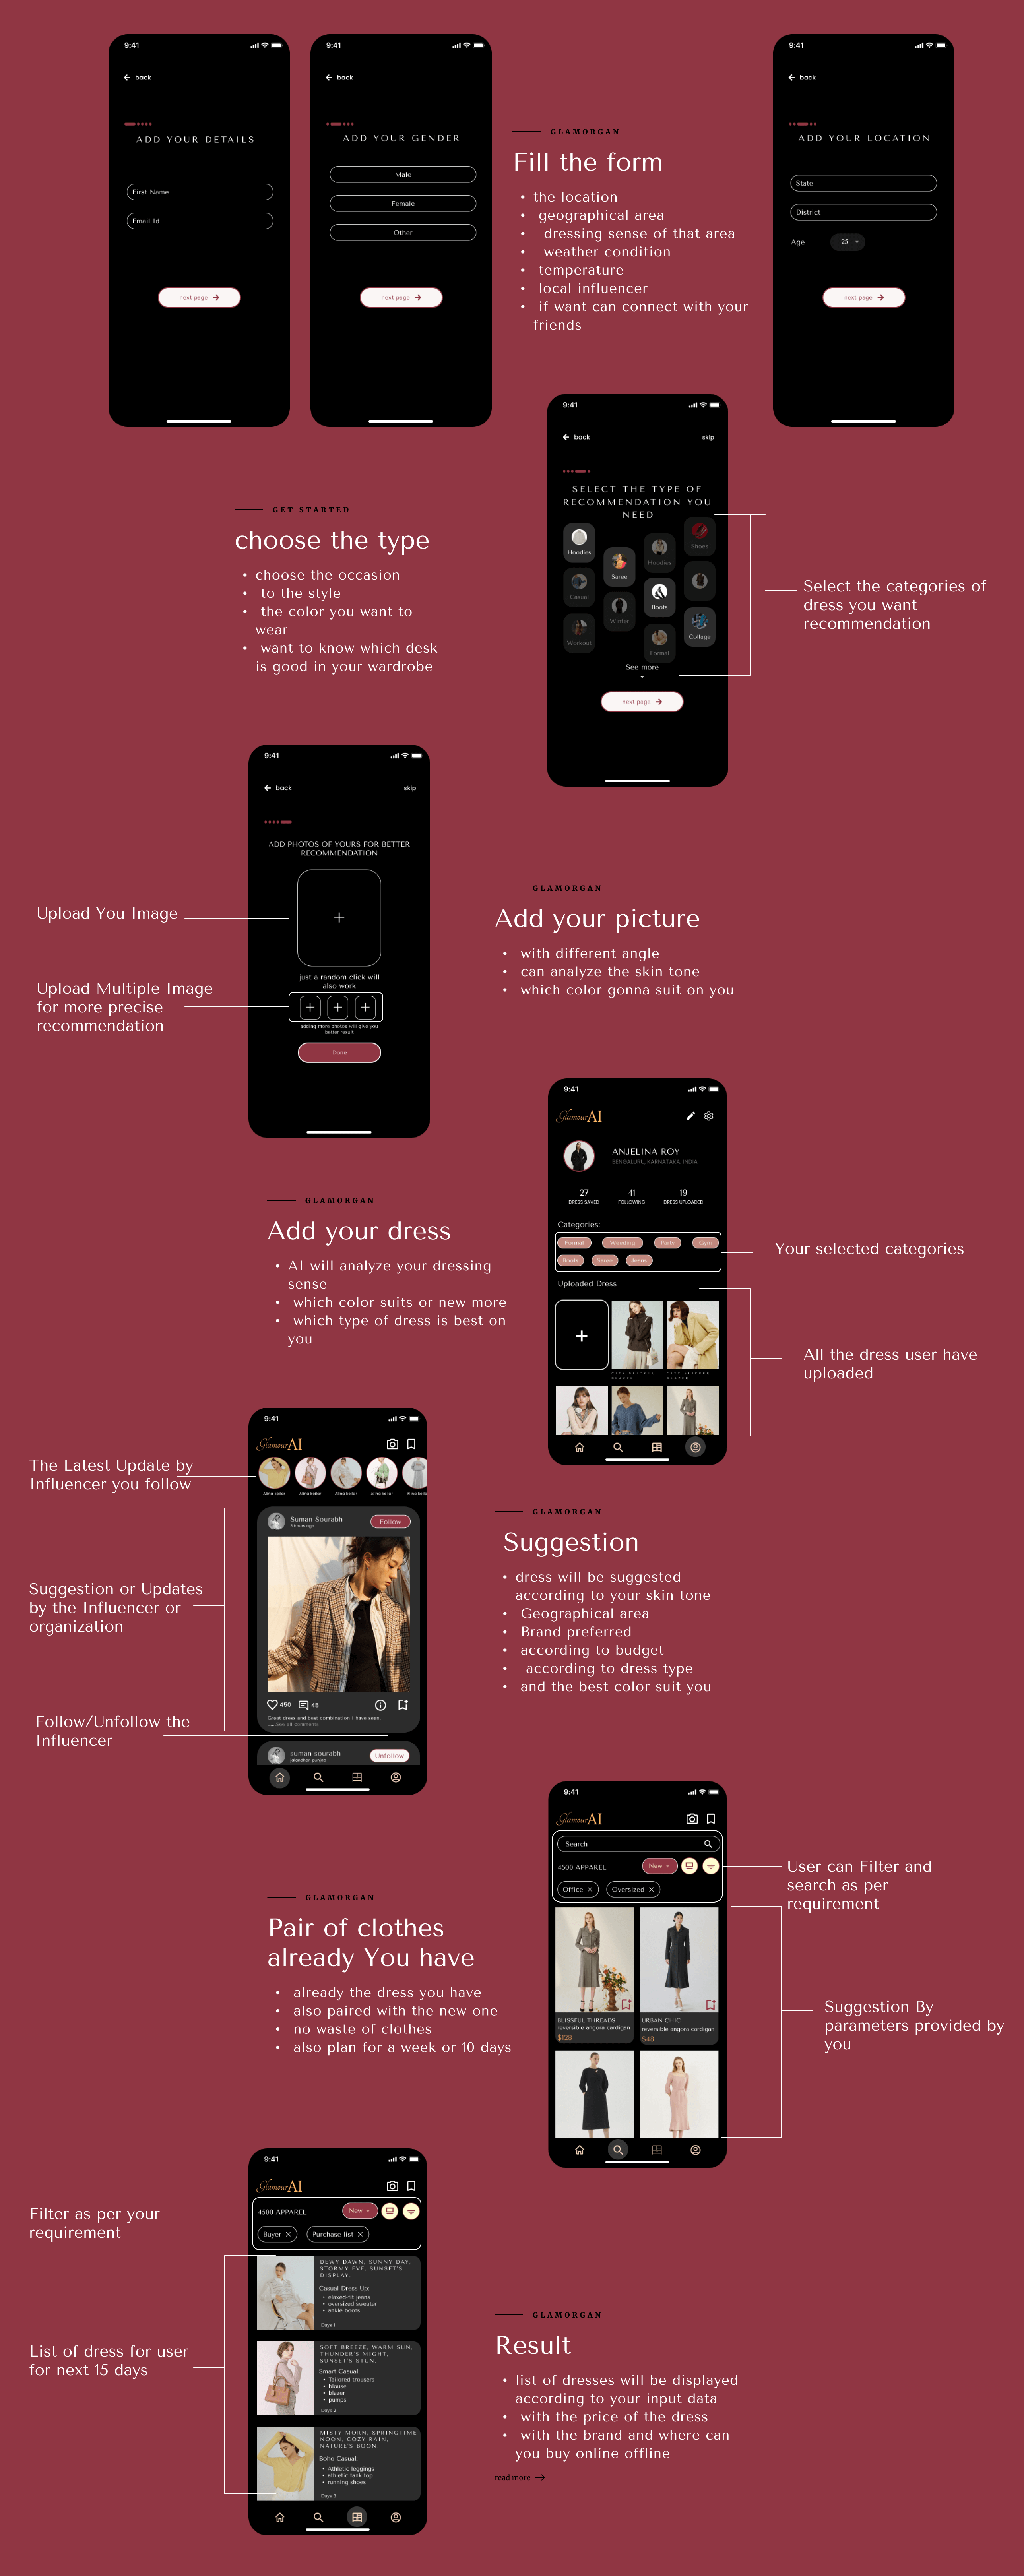 9:41
back
ADD YOUR DETAILS
First Name
Email Id
next page
9:41
back
ADD YOUR GENDER
Male
Female
Other
next page
GLAMORGAN
Fill the form
• the location
• geographical area
• dressing sense of that area
• weather condition
• temperature
• local influencer
• if want can connect with your
friends
9:41
back
ADD YOUR LOCATION
State
District
Age 25
next page
GET STARTED
choose the type
• choose the occasion
• to the style
• the color you want to
wear
• want to know which desk
is good in your wardrobe
9:41
back skip
SELECT THE TYPE OF
RECOMMENDATION YOU
NEED
Hoodies
Saree
Hoodies
Shoes
Casual
Winter
Boots
Workout
Formal
Collage
See more
next page
Select the categories of
dress you want
recommendation
9:41
back skip
ADD PHOTOS OF YOURS FOR BETTER
RECOMMENDATION
just a random click will
also work
adding more photos will give you
better result
Done
Upload You Image
Upload Multiple Image
for more precise
recommendation
GLAMORGAN
Add your picture
• with different angle
• can analyze the skin tone
• which color gonna suit on you
GLAMORGAN
Add your dress
• AI will analyze your dressing
sense
• which color suits or new more
• which type of dress is best on
you
9:41
GlamourAI
ANJELINA ROY
BENGALURU, KARNATAKA, INDIA
27 41 19
DRESS SAVED FOLLOWING DRESS UPLOADED
Categories:
Formal Weeding Party Gym
Boots Saree Jeans
Uploaded Dress
CITY SLICKER
BLAZER
CITY SLICKER
BLAZER
Your selected categories
All the dress user have
uploaded
9:41
GlamourAI
Alina keliar Alina keliar Alina keliar Alina keliar Alina kelia
Suman Sourabh
2 hours ago
Follow
450 45
Great dress and best combination I have seen.
......See all comments
suman sourabh
jalandhar, punjab
Unfollow
The Latest Update by
Influencer you follow
Suggestion or Updates
by the Influencer or
organization
Follow/Unfollow the
Influencer
GLAMORGAN
Suggestion
• dress will be suggested
according to your skin tone
• Geographical area
• Brand preferred
• according to budget
• according to dress type
• and the best color suit you
GLAMORGAN
Pair of clothes
already You have
• already the dress you have
• also paired with the new one
• no waste of clothes
• also plan for a week or 10 days
9:41
GlamourAI
Search
4500 APPAREL New
Office Oversized
BLISSFUL THREADS
reversible angora cardigan
$128
URBAN CHIC
reversible angora cardigan
$48
User can Filter and
search as per
requirement
Suggestion By
parameters provided by
you
9:41
GlamourAI
4500 APPAREL New
Buyer Purchase list
DEWY DAWN, SUNNY DAY,
STORMY EVE, SUNSET'S
DISPLAY.
Casual Dress Up:
• elaxed-fit jeans
• oversized sweater
• ankle boots
Days 1
SOFT BREEZE, WARM SUN,
THUNDER'S MIGHT,
SUNSET'S STUN.
Smart Casual:
• Tailored trousers
• blouse
• blazer
• pumps
Days 2
MISTY MORN, SPRINGTIME
NOON, COZY RAIN,
NATURE'S BOON.
Boho Casual:
• Athletic leggings
• athletic tank top
• running shoes
Days 3
Filter as per your
requirement
List of dress for user
for next 15 days
GLAMORGAN
Result
• list of dresses will be displayed
according to your input data
• with the price of the dress
• with the brand and where can
you buy online offline
read more